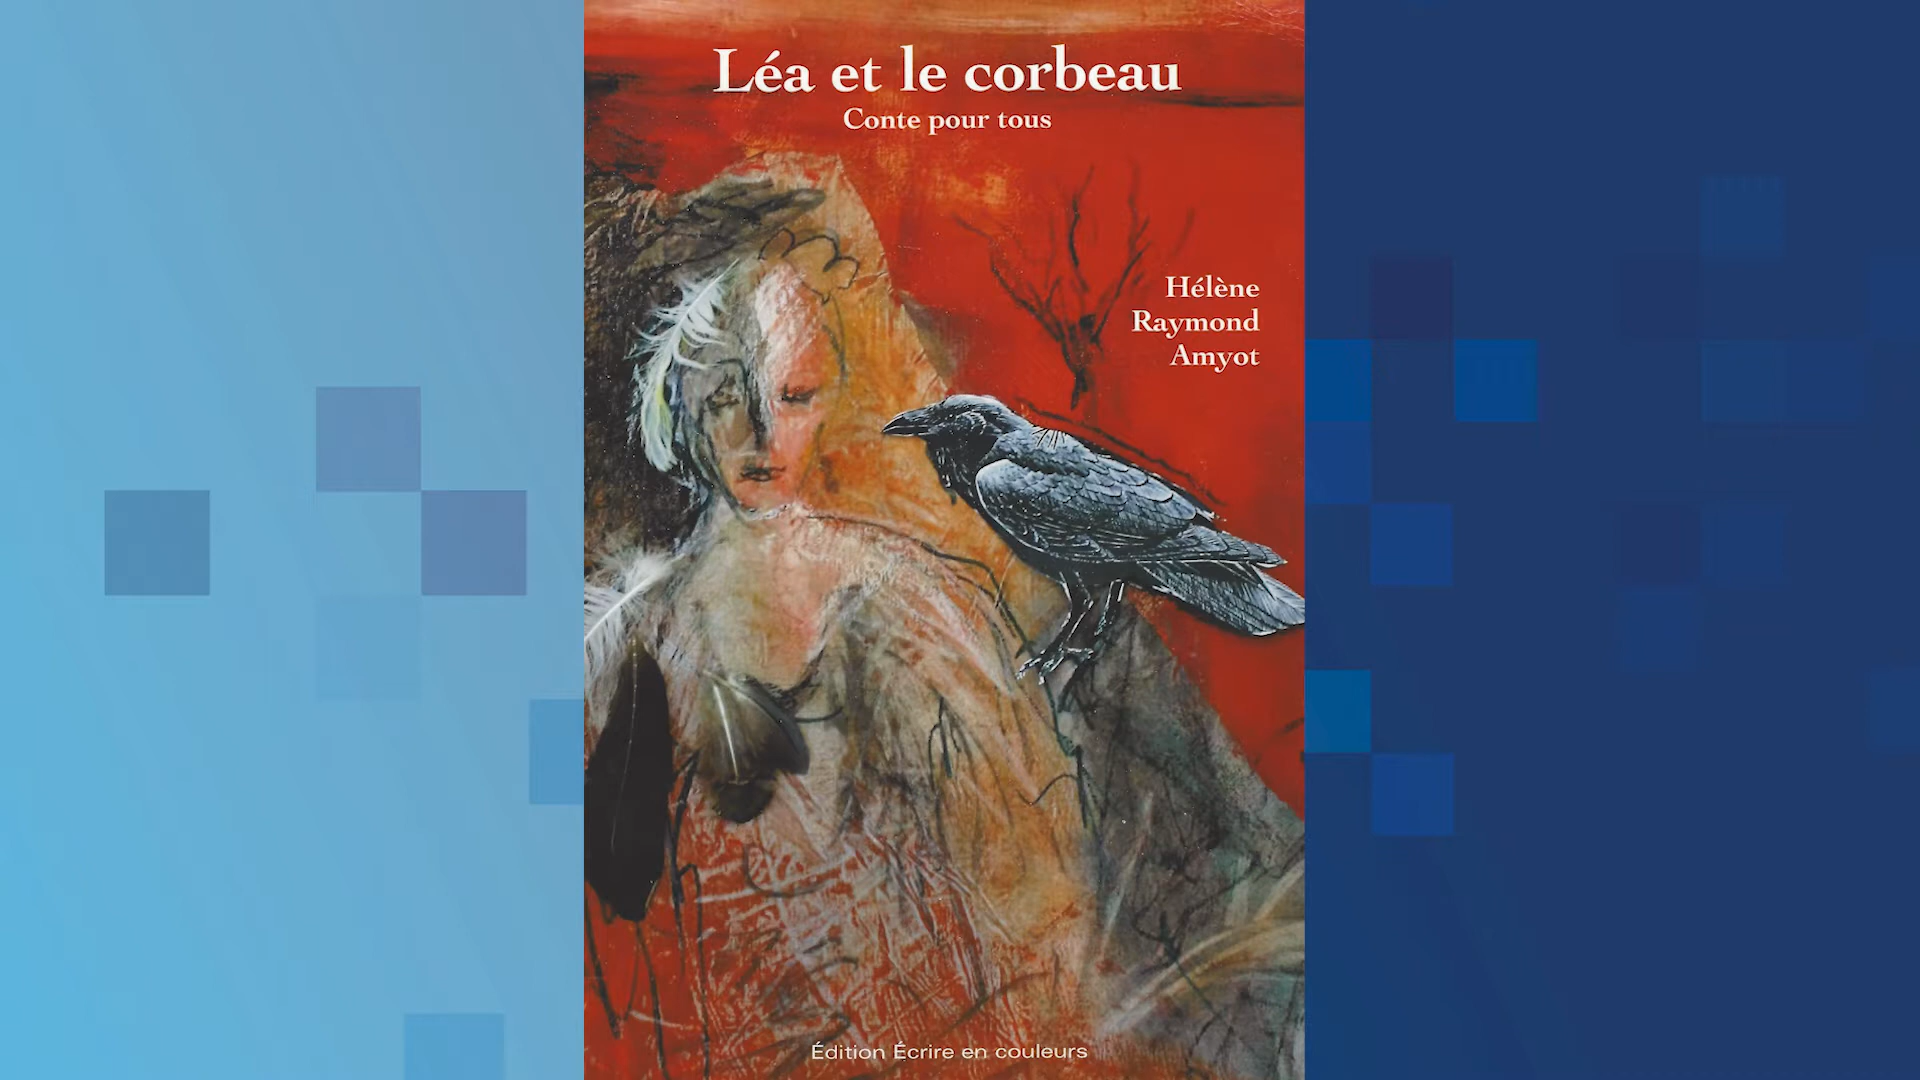 Léa et le corbeau
Conte pour tous
Hélène
Raymond
Amyot
Édition Écrire en couleurs